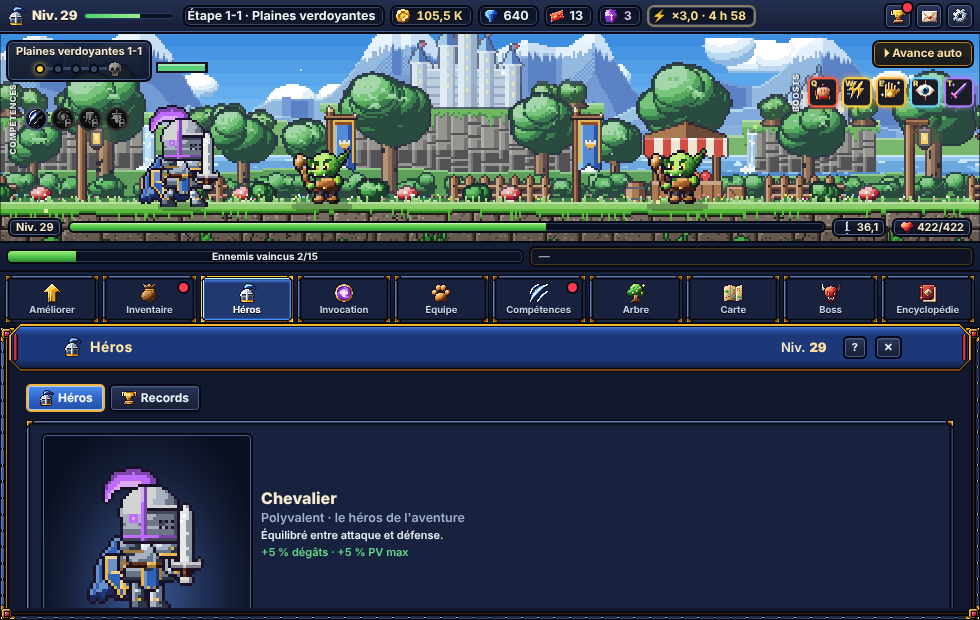 Niv. 29
Étape 1-1 · Plaines verdoyantes
105,5 K
640
13
3
×3,0 · 4 h 58
Plaines verdoyantes 1-1
Avance auto
COMPÉTENCES
BOOSTS
Niv. 29
36,1
422/422
Ennemis vaincus 2/15
—
Améliorer
Inventaire
Héros
Invocation
Équipe
Compétences
Arbre
Carte
Boss
Encyclopédie
Héros
Niv. 29
?
×
Héros
Records
Chevalier
Polyvalent · le héros de l'aventure
Équilibré entre attaque et défense.
+5 % dégâts · +5 % PV max